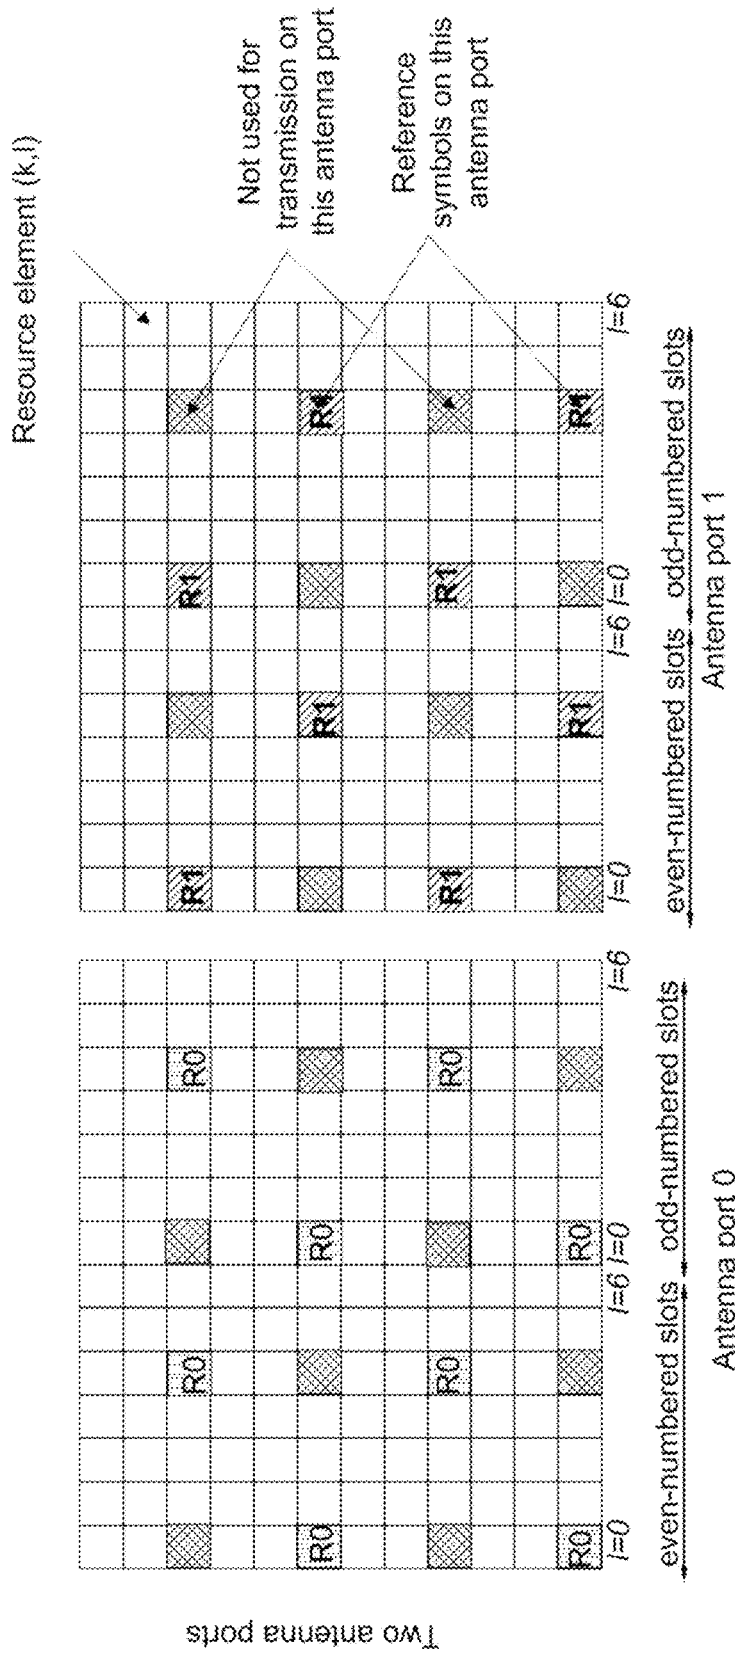 Resource element (k,l)
Two antenna ports
R0 R0 R1 R1
R0 R0 R1 R1
R0 R0 R1 R1
R0 R0 R1 R1
Not used for
transmission on
this antenna port
Reference
symbols on this
antenna port
l=0 l=6 l=0 l=6
l=0 l=6 l=0 l=6
even-numbered slots odd-numbered slots
Antenna port 0
even-numbered slots odd-numbered slots
Antenna port 1